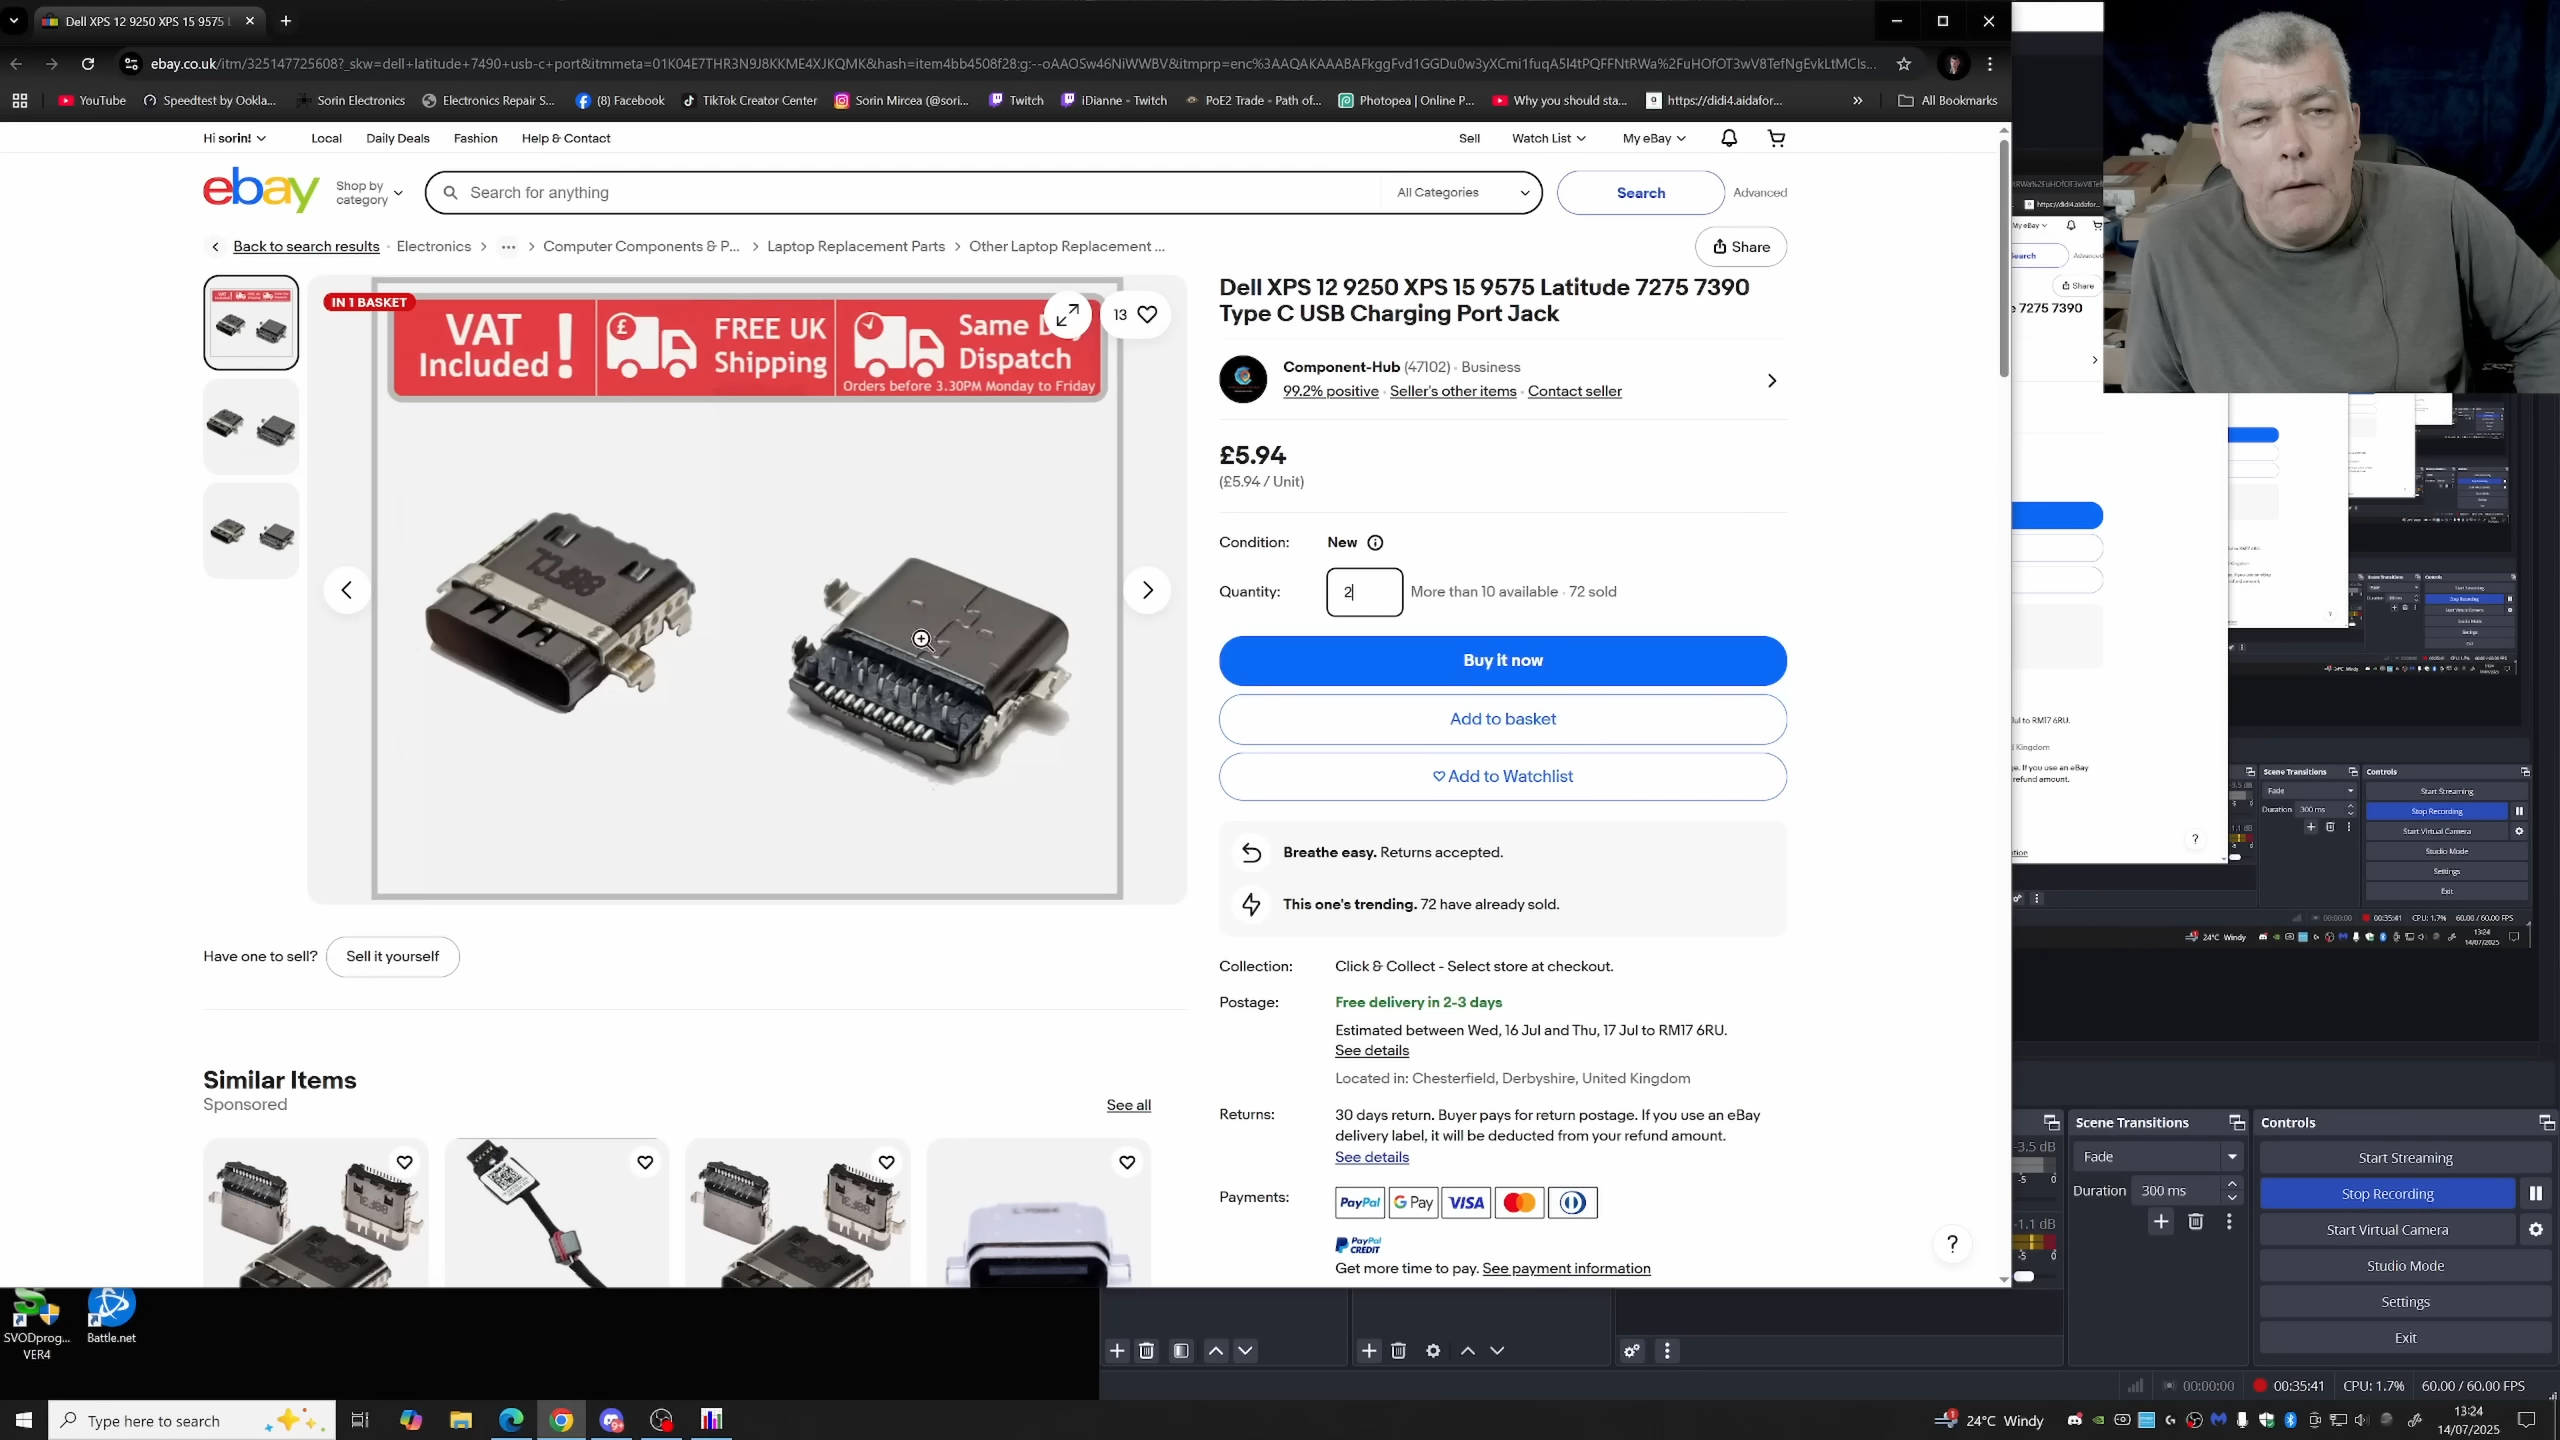 Dell XPS 12 9250 XPS 15 9575 L
ebay.co.uk/itm/325147725608?_skw=dell+latitude+7490+usb-c+port&itmmeta=01K04E7THR3N9J8KKME4XJKQMK&hash=item4bb4508f28:g:
YouTube
Speedtest by Ookla...
Sorin Electronics
Electronics Repair S...
(8) Facebook
TikTok Creator Center
Sorin Mircea (@sori...
Twitch
iDianne - Twitch
PoE2 Trade - Path of...
Photopea | Online P...
Why you should sta...
https://didi4.aidafor...
All Bookmarks
Hi sorin!
Local
Daily Deals
Fashion
Help & Contact
Sell
Watch List
My eBay
ebay
Shop by
category
Search for anything
All Categories
Search
Advanced
Back to search results
Electronics
Computer Components & P...
Laptop Replacement Parts
Other Laptop Replacement ...
Share
IN 1 BASKET
VAT
Included !
FREE UK
Shipping
Same
Dispatch
Orders before 3.30PM Monday to Friday
13
Dell XPS 12 9250 XPS 15 9575 Latitude 7275 7390
Type C USB Charging Port Jack
Component-Hub (47102) · Business
99.2% positive · Seller's other items · Contact seller
£5.94
(£5.94 / Unit)
Condition: New
Quantity: 2 More than 10 available · 72 sold
Buy it now
Add to basket
Add to Watchlist
Breathe easy. Returns accepted.
This one's trending. 72 have already sold.
Have one to sell? Sell it yourself
Collection: Click & Collect - Select store at checkout.
Postage: Free delivery in 2-3 days
Estimated between Wed, 16 Jul and Thu, 17 Jul to RM17 6RU.
See details
Located in: Chesterfield, Derbyshire, United Kingdom
Returns: 30 days return. Buyer pays for return postage. If you use an eBay
delivery label, it will be deducted from your refund amount.
See details
Payments: PayPal G Pay VISA
PayPal
CREDIT
Get more time to pay. See payment information
Similar Items
Sponsored
See all
?
7275 7390
Scene Transitions
Fade
Duration 300 ms
Controls
Start Streaming
Stop Recording
Start Virtual Camera
Studio Mode
Settings
Exit
-3.5 dB
-5 0
-1.1 dB
-5 0
SVODprog...
VER4
Battle.net
00:00:00
00:35:41
CPU: 1.7%
60.00 / 60.00 FPS
Type here to search
24°C Windy
13:24
14/07/2025